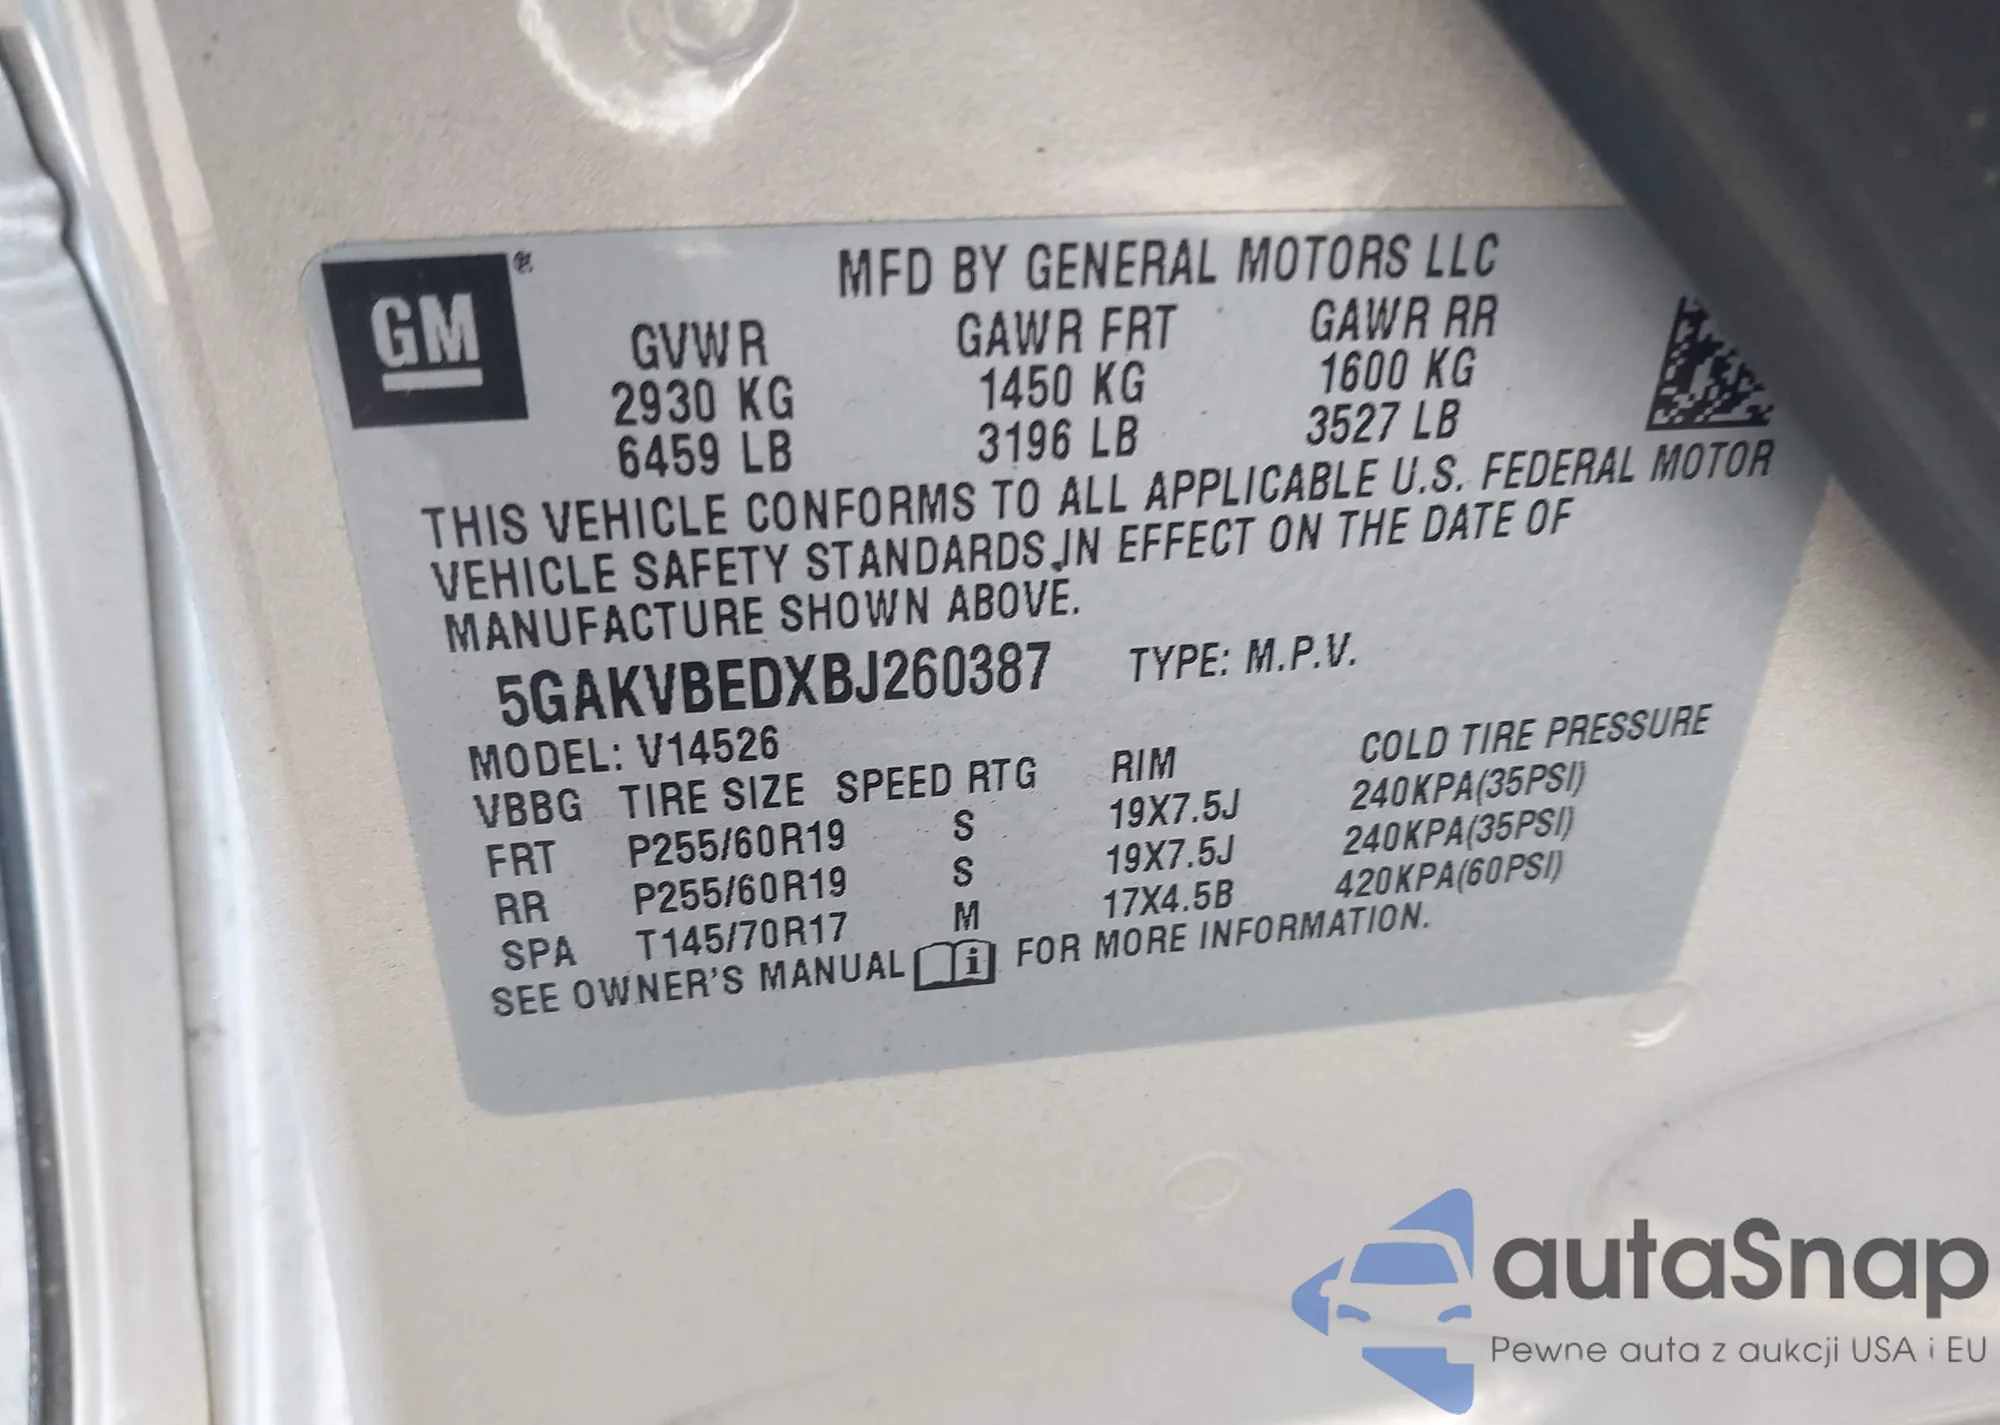 GM®
MFD BY GENERAL MOTORS LLC
GVWR GAWR FRT GAWR RR
2930 KG 1450 KG 1600 KG
6459 LB 3196 LB 3527 LB
THIS VEHICLE CONFORMS TO ALL APPLICABLE U.S. FEDERAL MOTOR
VEHICLE SAFETY STANDARDS IN EFFECT ON THE DATE OF
MANUFACTURE SHOWN ABOVE.
5GAKVBEDXBJ260387 TYPE: M.P.V.
MODEL: V14526
VBBG TIRE SIZE SPEED RTG RIM COLD TIRE PRESSURE
FRT P255/60R19 S 19X7.5J 240KPA(35PSI)
RR P255/60R19 S 19X7.5J 240KPA(35PSI)
SPA T145/70R17 M 17X4.5B 420KPA(60PSI)
SEE OWNER'S MANUAL i FOR MORE INFORMATION.
autaSnap
Pewne auta z aukcji USA i EU